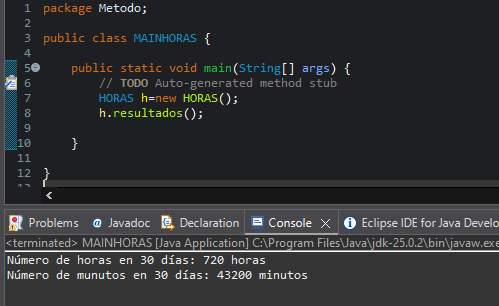 1 package Metodo;
2
3 public class MAINHORAS {
4
5 public static void main(String[] args) {
6 // TODO Auto-generated method stub
7 HORAS h=new HORAS();
8 h.resultados();
9
10 }
11
12 }
13
Problems @ Javadoc Declaration Console Eclipse IDE for Java Develo
<terminated> MAINHORAS [Java Application] C:\Program Files\Java\jdk-25.0.2\bin\javaw.exe
Número de horas en 30 días: 720 horas
Número de munutos en 30 días: 43200 minutos